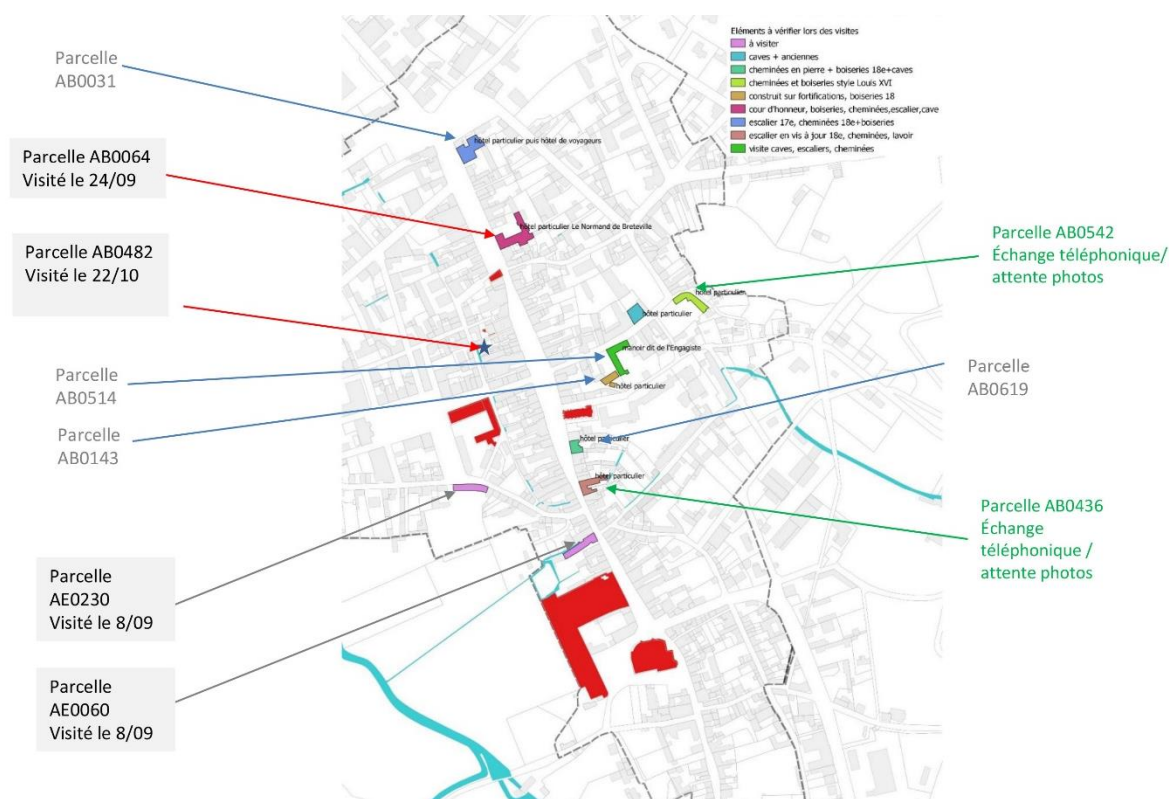 Parcelle
AB0031
Parcelle AB0064
Visité le 24/09
Parcelle AB0482
Visité le 22/10
Parcelle
AB0514
Parcelle
AB0143
Parcelle
AE0230
Visité le 8/09
Parcelle
AE0060
Visité le 8/09
Eléments à vérifier lors des visites
à visiter
caves + anciennes
cheminées en pierre + boiseries 18e+caves
cheminées et boiseries style Louis XVI
construit sur fortifications, boiseries 18
cour d'honneur, boiseries, cheminées,escalier,cave
escalier 17e, cheminées 18e+boiseries
escalier en vis à jour 18e, cheminées, lavoir
visite caves, escaliers, cheminées
hôtel particulier puis hôtel de voyageurs
hôtel particulier Le Normand de Breteville
hôtel particulier
hôtel particulier
manoir dit de l'Engagiste
hôtel particulier
hôtel particulier
hôtel particulier
Parcelle AB0542
Échange téléphonique/
attente photos
Parcelle
AB0619
Parcelle AB0436
Échange
téléphonique /
attente photos